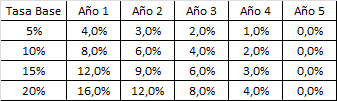 Tasa Base Año 1 Año 2 Año 3 Año 4 Año 5
5% 4,0% 3,0% 2,0% 1,0% 0,0%
10% 8,0% 6,0% 4,0% 2,0% 0,0%
15% 12,0% 9,0% 6,0% 3,0% 0,0%
20% 16,0% 12,0% 8,0% 4,0% 0,0%